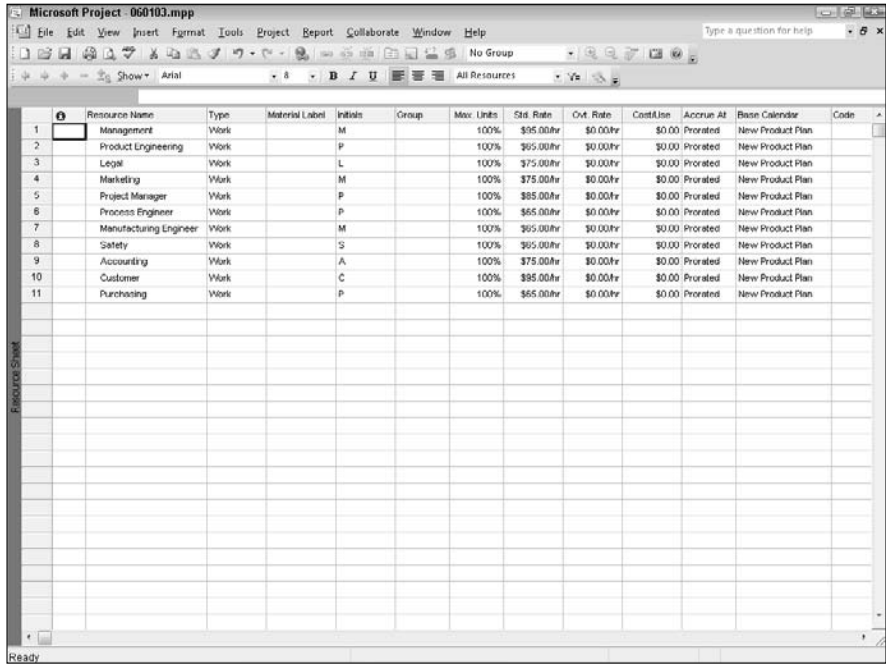 Microsoft Project - 060103.mpp
File Edit View Insert Format Tools Project Report Collaborate Window Help Type a question for help
No Group
Show Arial 8 B I U All Resources
Resource Name Type Material Label Initials Group Max. Units Std. Rate Ovt. Rate Cost/Use Accrue At Base Calendar Code
1 Management Work M 100% $95.00/hr $0.00/hr $0.00 Prorated New Product Plan
2 Product Engineering Work P 100% $65.00/hr $0.00/hr $0.00 Prorated New Product Plan
3 Legal Work L 100% $75.00/hr $0.00/hr $0.00 Prorated New Product Plan
4 Marketing Work M 100% $75.00/hr $0.00/hr $0.00 Prorated New Product Plan
5 Project Manager Work P 100% $85.00/hr $0.00/hr $0.00 Prorated New Product Plan
6 Process Engineer Work P 100% $65.00/hr $0.00/hr $0.00 Prorated New Product Plan
7 Manufacturing Engineer Work M 100% $65.00/hr $0.00/hr $0.00 Prorated New Product Plan
8 Safety Work S 100% $65.00/hr $0.00/hr $0.00 Prorated New Product Plan
9 Accounting Work A 100% $75.00/hr $0.00/hr $0.00 Prorated New Product Plan
10 Customer Work C 100% $95.00/hr $0.00/hr $0.00 Prorated New Product Plan
11 Purchasing Work P 100% $65.00/hr $0.00/hr $0.00 Prorated New Product Plan
Resource Sheet
Ready